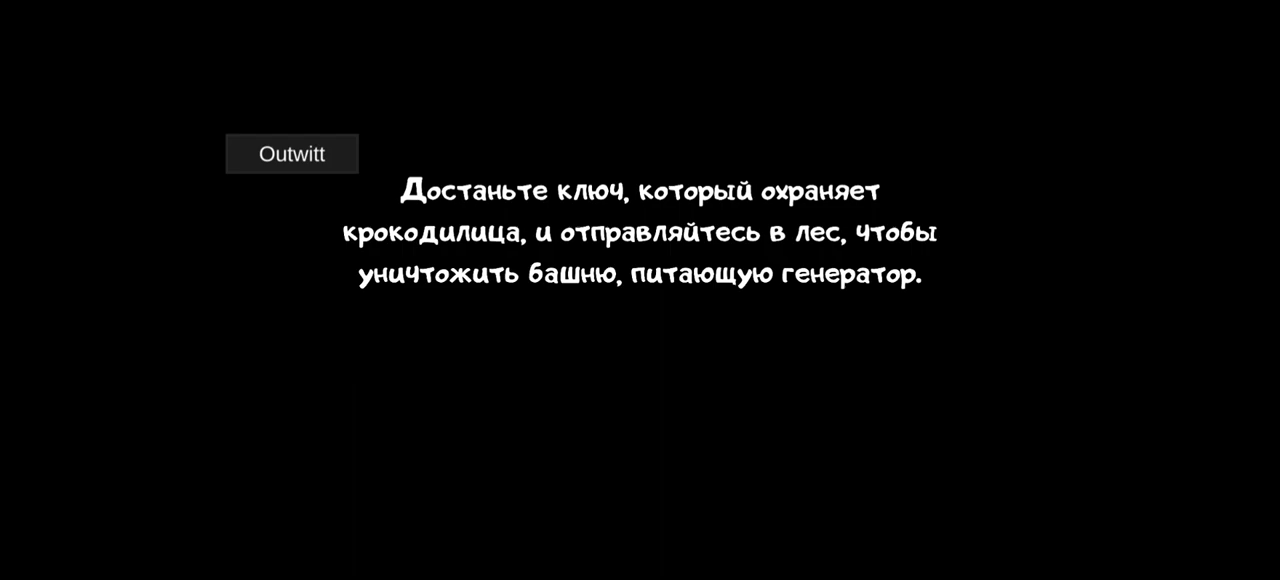 Outwitt
Достаньте ключ, который охраняет
крокодилица, и отправляйтесь в лес, чтобы
уничтожить башню, питающую генератор.